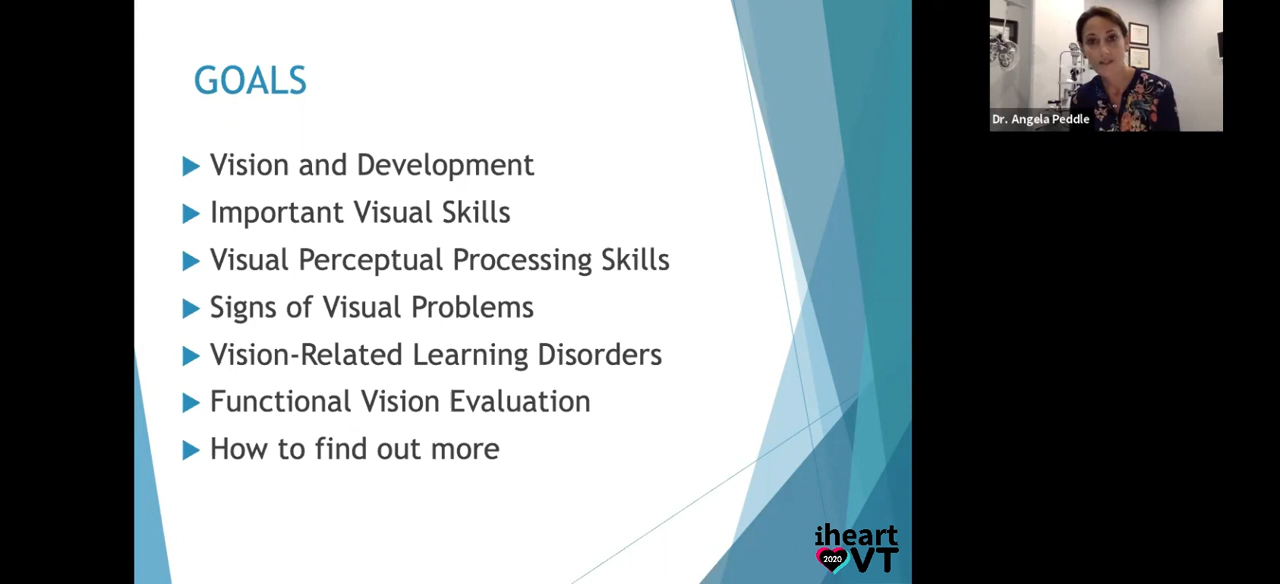 GOALS
Vision and Development
Important Visual Skills
Visual Perceptual Processing Skills
Signs of Visual Problems
Vision-Related Learning Disorders
Functional Vision Evaluation
How to find out more
iheart
2020 VT
Dr. Angela Peddle